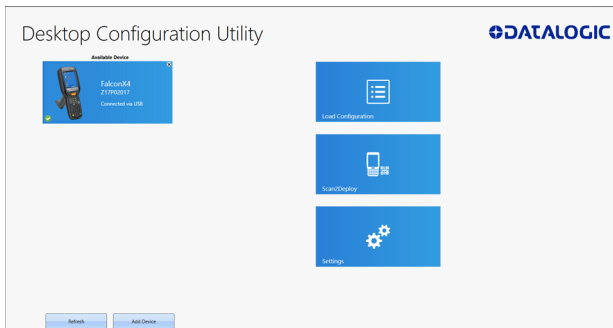 Desktop Configuration Utility
DATALOGIC
Available Device
FalconX4
Z17P02017
Connected via USB
Load Configuration
Scan2Deploy
Settings
Refresh
Add Device